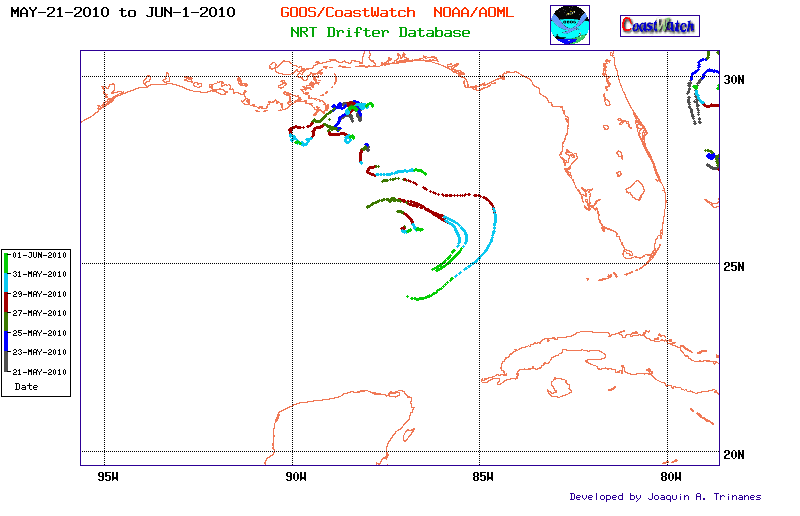 MAY-21-2010 to JUN-1-2010 GOOS/CoastWatch NOAA/AOML
NRT Drifter Database
CoastWatch
30N
25N
20N
01-JUN-2010
31-MAY-2010
29-MAY-2010
27-MAY-2010
25-MAY-2010
23-MAY-2010
21-MAY-2010
Date
95W 90W 85W 80W
Developed by Joaquin A. Trinanes